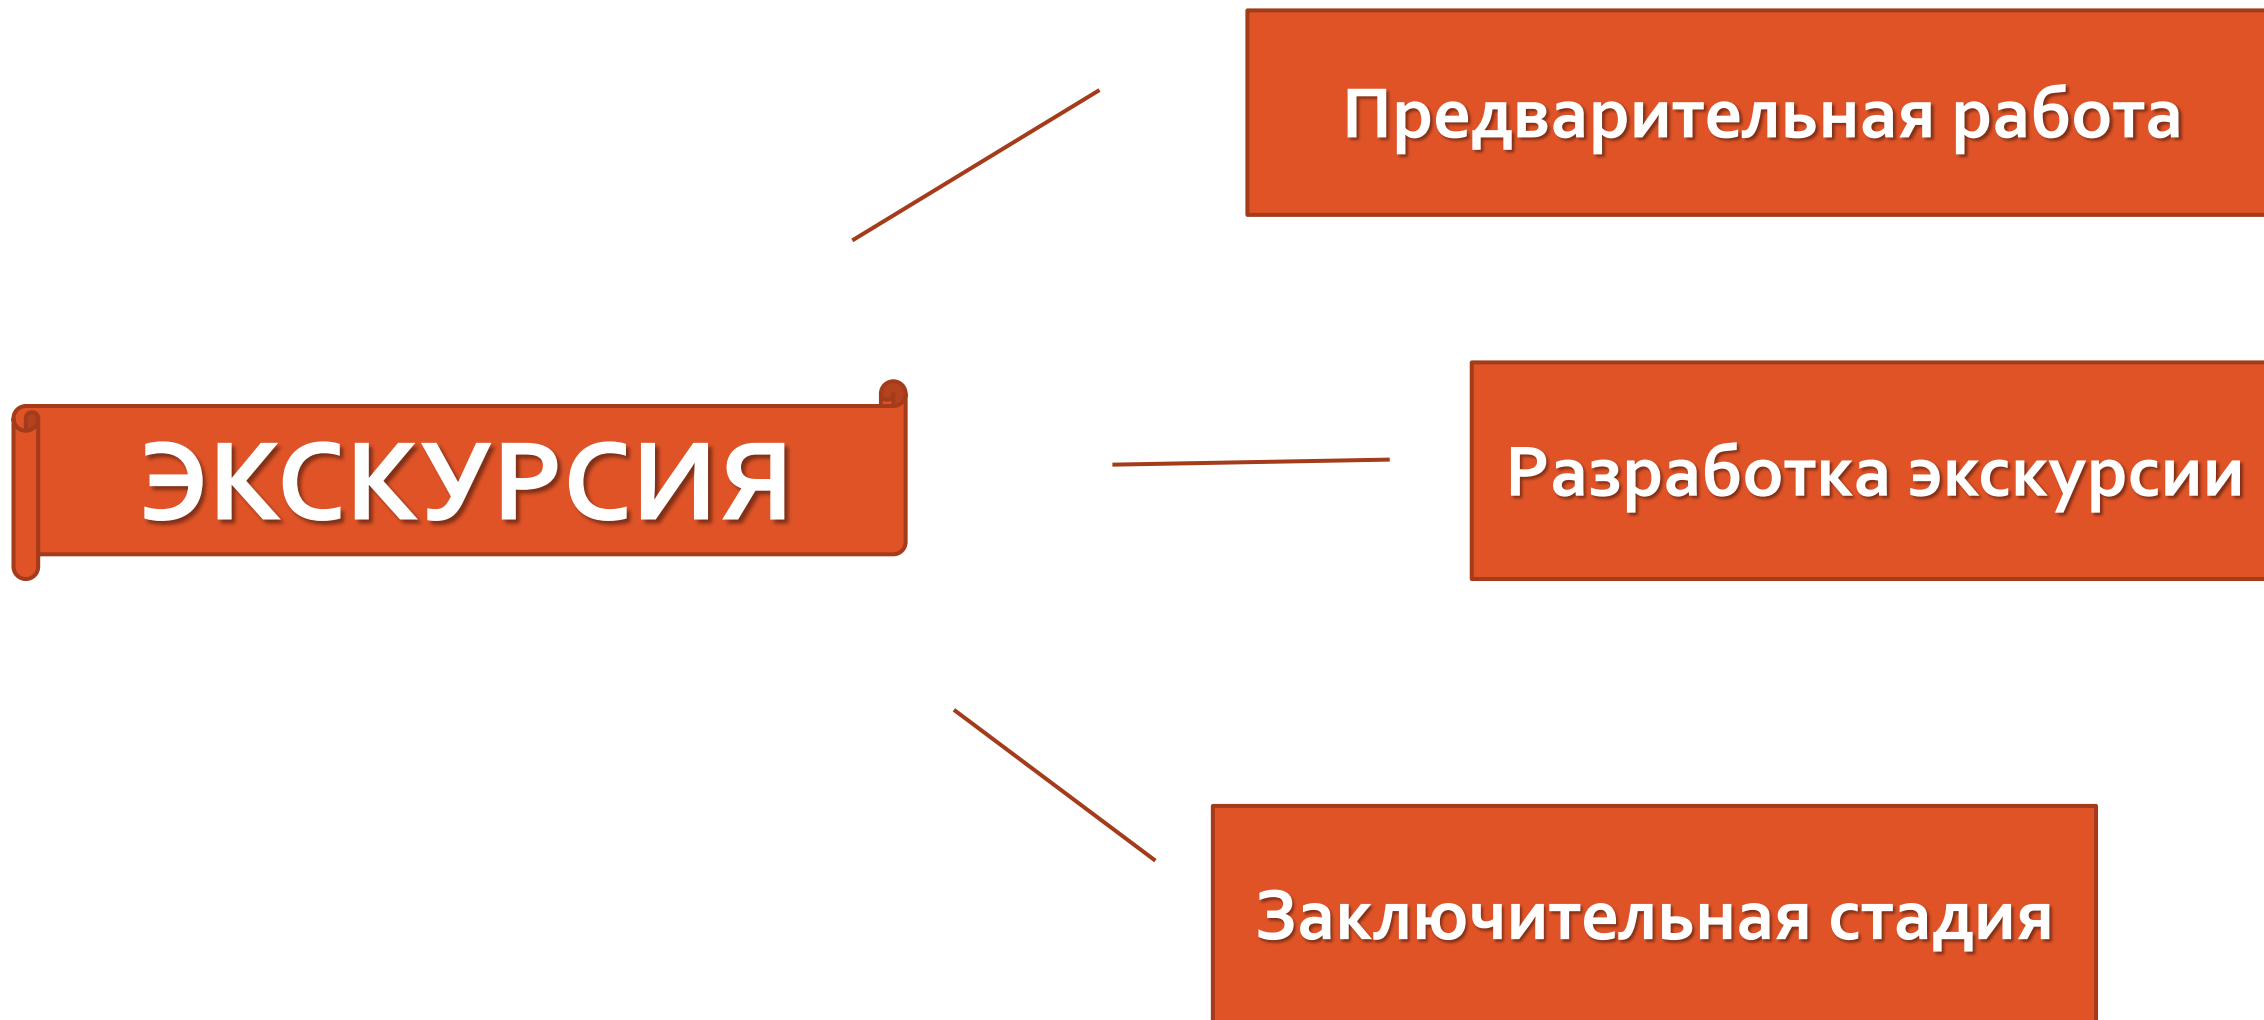 Предварительная работа
ЭКСКУРСИЯ
Разработка экскурсии
Заключительная стадия